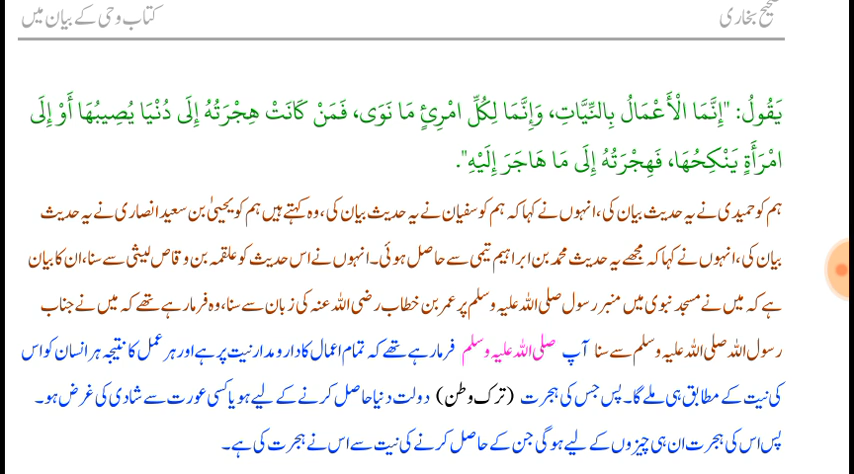 صحیح بخاری
کتاب وحی کے بیان میں
يَقُولُ: "إِنَّمَا الْأَعْمَالُ بِالنِّيَّاتِ، وَإِنَّمَا لِكُلِّ امْرِئٍ مَا نَوَى، فَمَنْ كَانَتْ هِجْرَتُهُ إِلَى دُنْيَا يُصِيبُهَا أَوْ إِلَى
امْرَأَةٍ يَنْكِحُهَا، فَهِجْرَتُهُ إِلَى مَا هَاجَرَ إِلَيْهِ".
ہم کو حمیدی نے یہ حدیث بیان کی، انہوں نے کہا کہ ہم کو سفیان نے یہ حدیث بیان کی، وہ کہتے ہیں ہم کو یحییٰ بن سعید انصاری نے یہ حدیث
بیان کی، انہوں نے کہا کہ مجھے یہ حدیث محمد بن ابراہیم تیمی سے حاصل ہوئی۔ انہوں نے اس حدیث کو علقمہ بن وقاص لیثی سے سنا، ان کا بیان
ہے کہ میں نے مسجد نبوی میں منبر رسول صلی اللہ علیہ وسلم پر عمر بن خطاب رضی اللہ عنہ کی زبان سے سنا، وہ فرما رہے تھے کہ میں نے جناب
رسول اللہ صلی اللہ علیہ وسلم سے سنا آپ صلی اللہ علیہ وسلم فرما رہے تھے کہ تمام اعمال کا دارومدار نیت پر ہے اور ہر عمل کا نتیجہ ہر انسان کو اس
کی نیت کے مطابق ہی ملے گا۔ پس جس کی ہجرت (ترک وطن) دولت دنیا حاصل کرنے کے لیے ہو یا کسی عورت سے شادی کی غرض ہو۔
پس اس کی ہجرت ان ہی چیزوں کے لیے ہو گی جن کے حاصل کرنے کی نیت سے اس نے ہجرت کی ہے۔